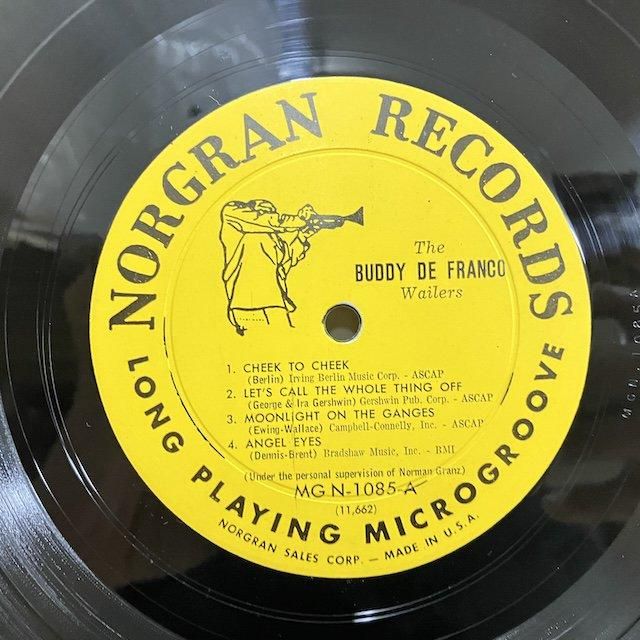 NORGRAN RECORDS
The
BUDDY DE FRANCO
Wailers
1. CHEEK TO CHEEK
(Berlin) Irving Berlin Music Corp. - ASCAP
2. LET'S CALL THE WHOLE THING OFF
(George & Ira Gershwin) Gershwin Pub. Corp. - ASCAP
3. MOONLIGHT ON THE GANGES
(Ewing-Wallace) Campbell-Connelly, Inc. - ASCAP
4. ANGEL EYES
(Dennis-Brent) Bradshaw Music, Inc. - BMI
(Under the personal supervision of Norman Granz)
MG N-1085-A
(11,662)
LONG PLAYING MICROGROOVE
NORGRAN SALES CORP. — MADE IN U.S.A.